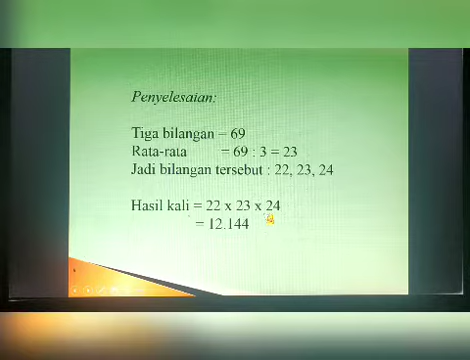 Penyelesaian:
Tiga bilangan = 69
Rata-rata = 69 : 3 = 23
Jadi bilangan tersebut : 22, 23, 24
Hasil kali = 22 x 23 x 24
= 12.144